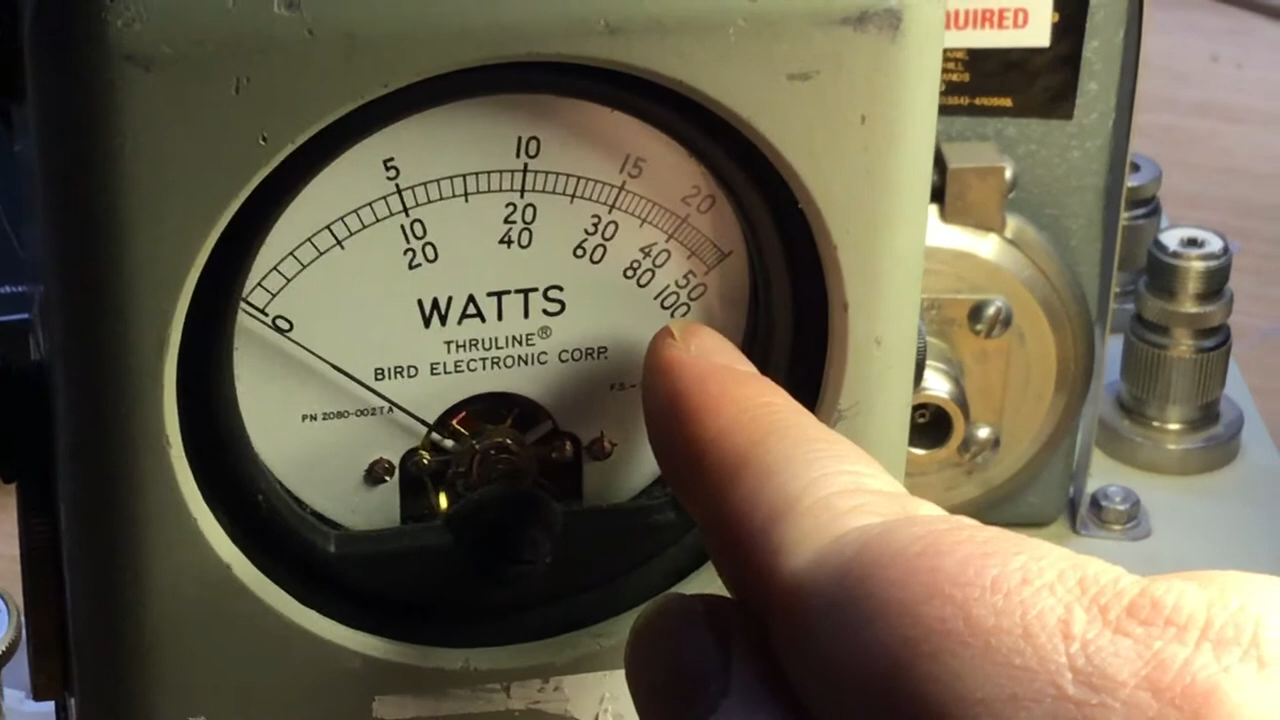 5 10 15 20
10 20 30 40 50
0 20 40 60 80 100
WATTS
THRULINE®
BIRD ELECTRONIC CORP.
PN 2080-002TA
F.S.-
QUIRED